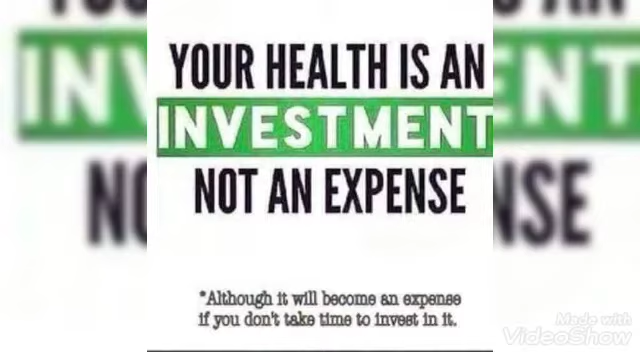 YOUR HEALTH IS AN
INVESTMENT
NOT AN EXPENSE
*Although it will become an expense
if you don't take time to invest in it.
Made with
VideoShow